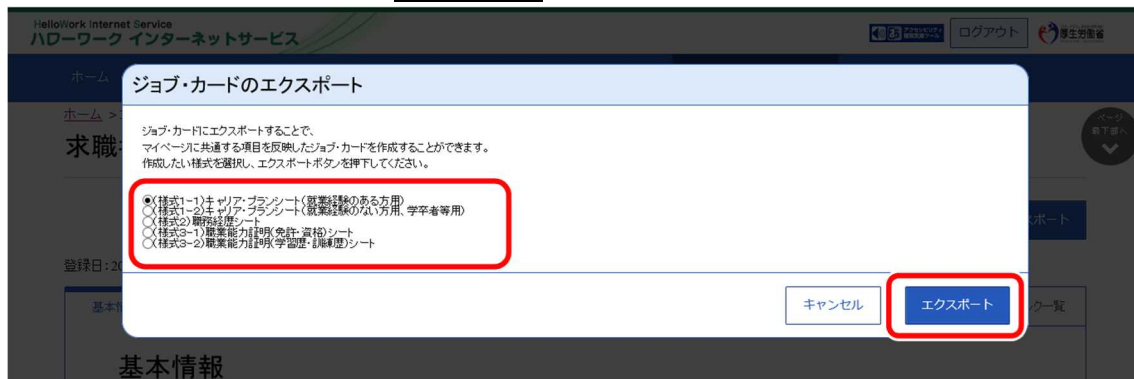 HelloWork Internet Service
ハローワーク インターネットサービス
ログアウト
厚生労働省
ホーム
ジョブ・カードのエクスポート
ホーム >
求職
ページ
最下部へ
ジョブ・カードにエクスポートすることで、
マイページに共通する項目を反映したジョブ・カードを作成することができます。
作成したい様式を選択し、エクスポートボタンを押下してください。
(様式1-1)キャリア・プランシート(就業経験のある方用)
(様式1-2)キャリア・プランシート(就業経験のない方用、学卒者等用)
(様式2)職務経歴シート
(様式3-1)職業能力証明(免許・資格)シート
(様式3-2)職業能力証明(学習歴・訓練歴)シート
スポート
登録日:20
キャンセル
エクスポート
基本情
ク一覧
基本情報